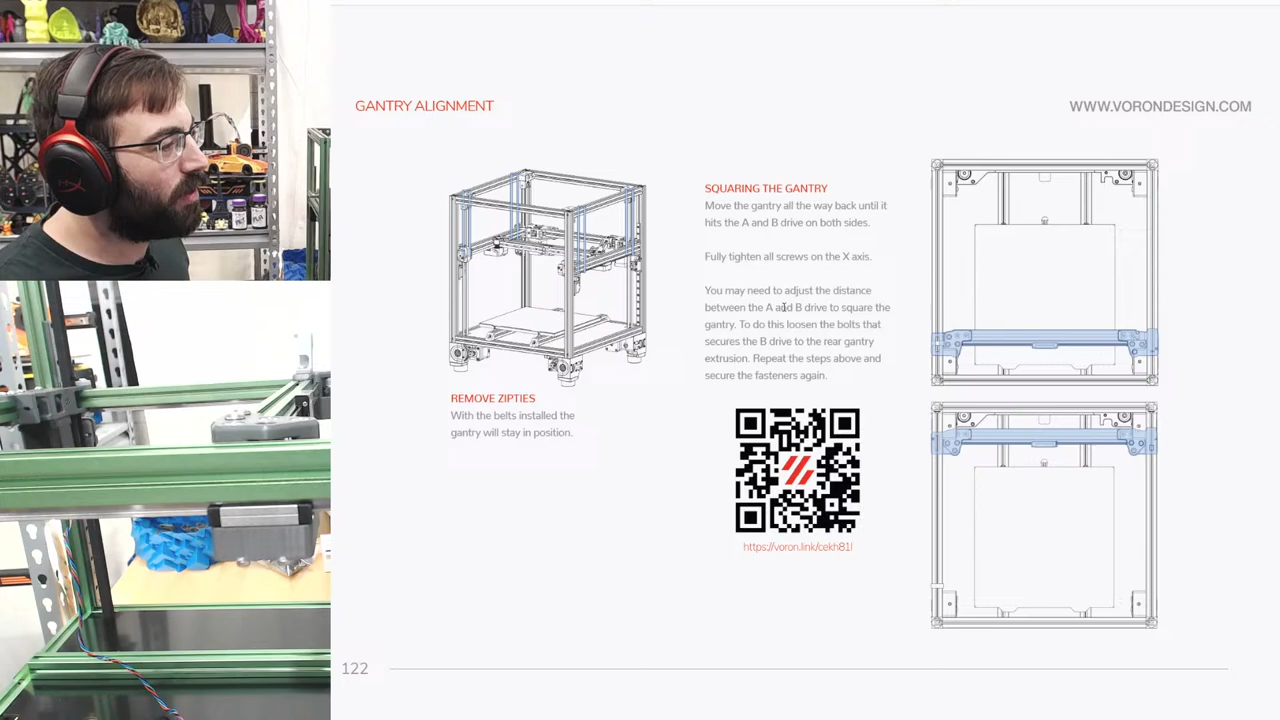 GANTRY ALIGNMENT
WWW.VORONDESIGN.COM
SQUARING THE GANTRY
Move the gantry all the way back until it
hits the A and B drive on both sides.
Fully tighten all screws on the X axis.
You may need to adjust the distance
between the A and B drive to square the
gantry. To do this loosen the bolts that
secures the B drive to the rear gantry
extrusion. Repeat the steps above and
secure the fasteners again.
REMOVE ZIPTIES
With the belts installed the
gantry will stay in position.
https://voron.link/cekh81l
122